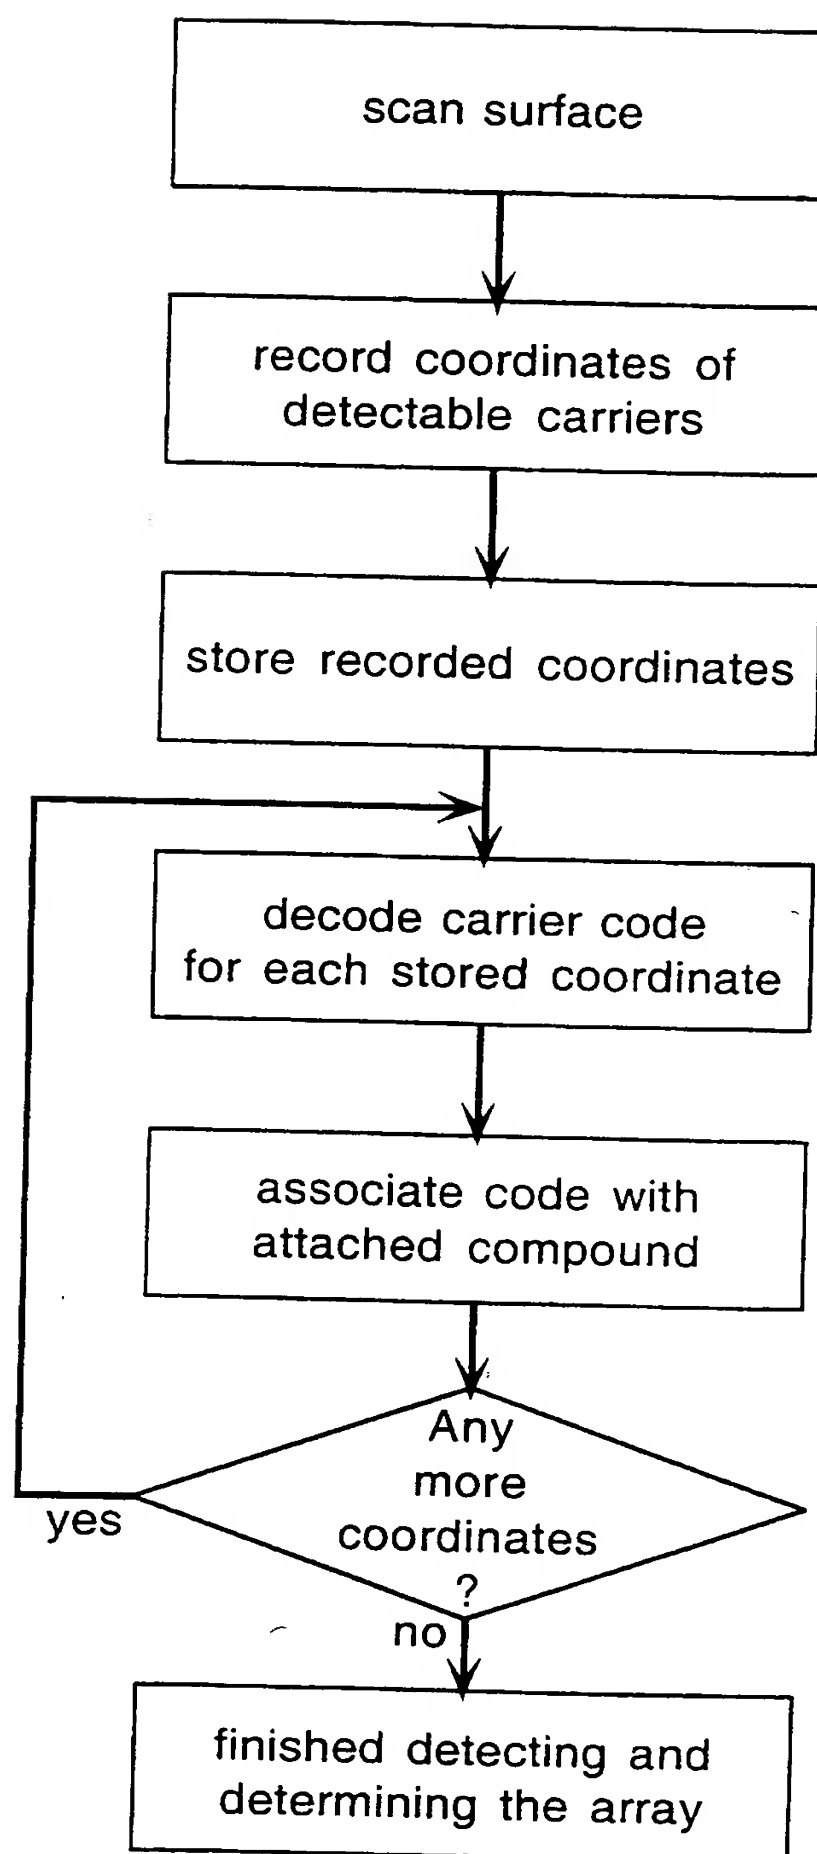 scan surface
record coordinates of
detectable carriers
store recorded coordinates
decode carrier code
for each stored coordinate
associate code with
attached compound
Any
more
coordinates
?
yes
no
finished detecting and
determining the array